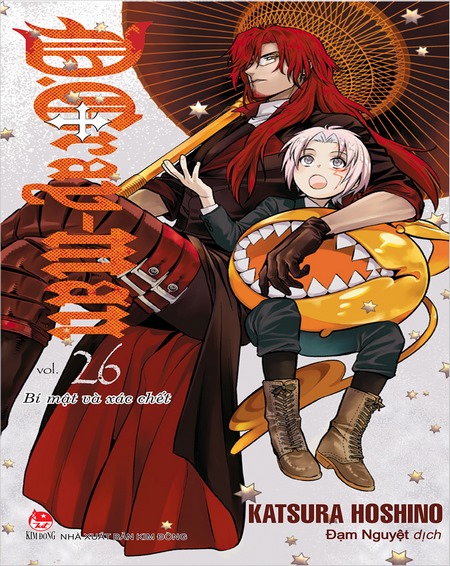 D.Gray-man
vol. 26
Bí mật và xác chết
KATSURA HOSHINO
Đạm Nguyệt dịch
KIM ĐỒNG
NHÀ XUẤT BẢN KIM ĐỒNG